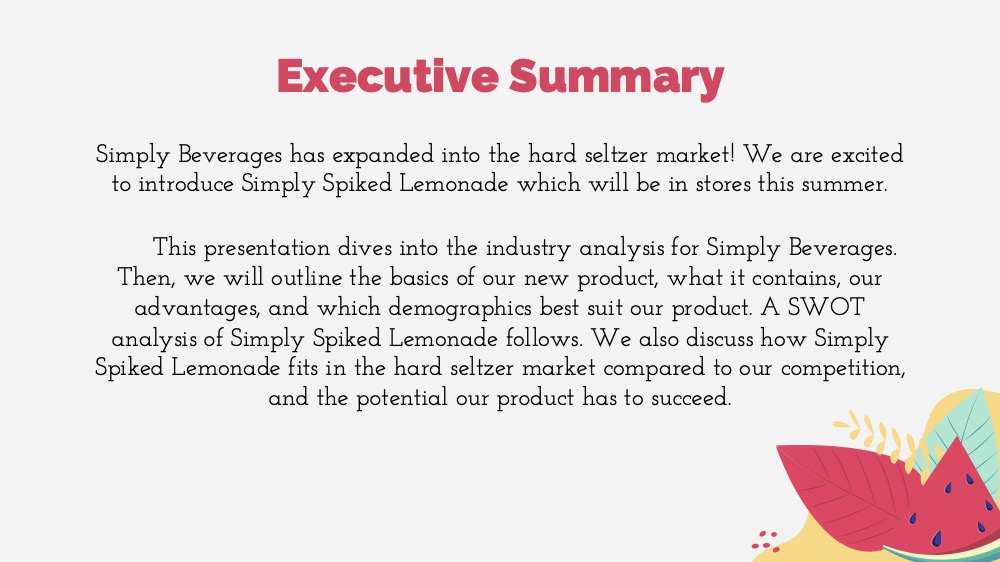 Executive Summary
Simply Beverages has expanded into the hard seltzer market! We are excited
to introduce Simply Spiked Lemonade which will be in stores this summer.
This presentation dives into the industry analysis for Simply Beverages.
Then, we will outline the basics of our new product, what it contains, our
advantages, and which demographics best suit our product. A SWOT
analysis of Simply Spiked Lemonade follows. We also discuss how Simply
Spiked Lemonade fits in the hard seltzer market compared to our competition,
and the potential our product has to succeed.